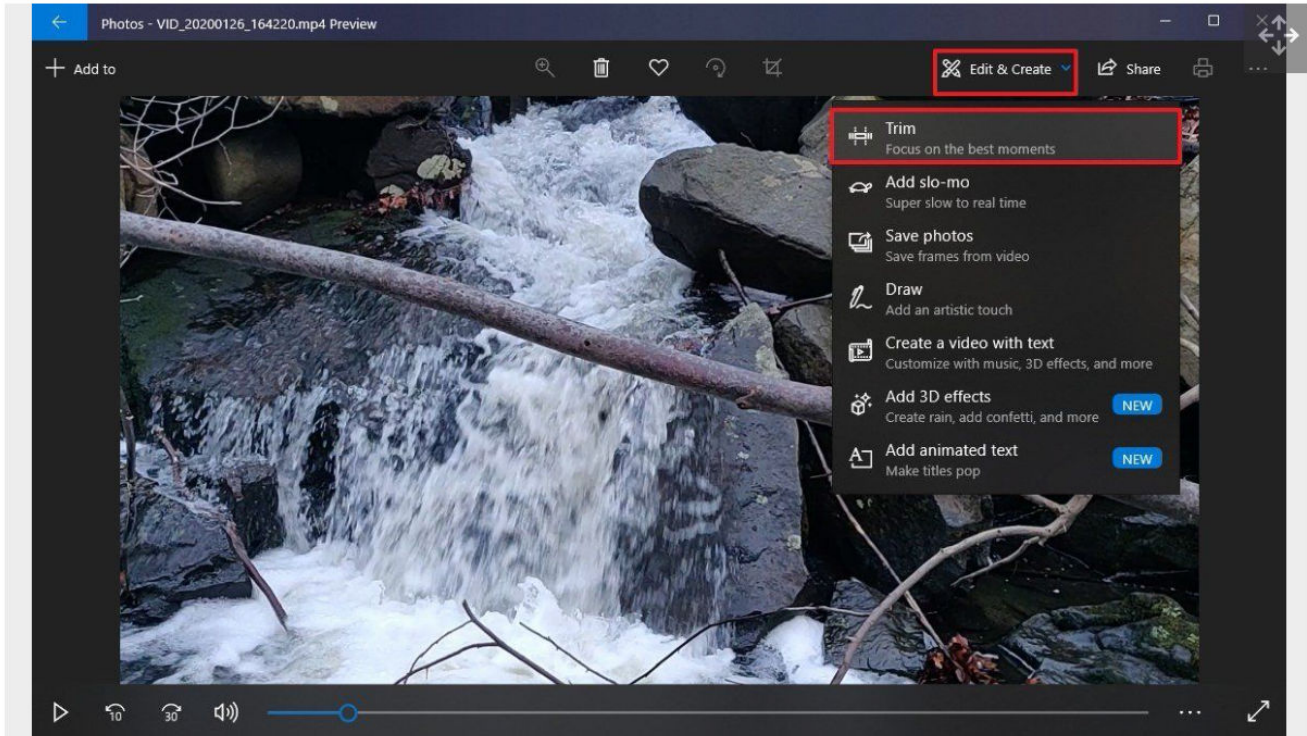 Photos - VID_20200126_164220.mp4 Preview
Add to
Edit & Create
Share
Trim
Focus on the best moments
Add slo-mo
Super slow to real time
Save photos
Save frames from video
Draw
Add an artistic touch
Create a video with text
Customize with music, 3D effects, and more
Add 3D effects
Create rain, add confetti, and more
NEW
Add animated text
Make titles pop
NEW
10
30